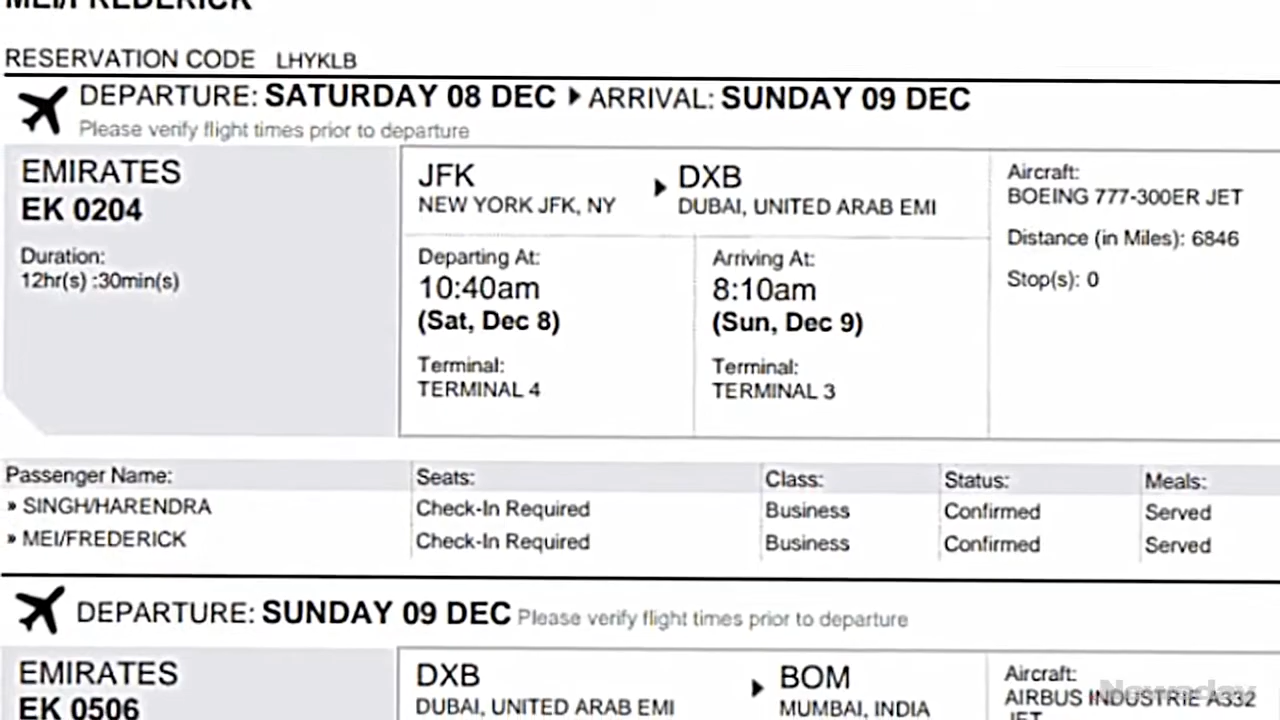 MEI/FREDERICK
RESERVATION CODE LHYKLB
DEPARTURE: SATURDAY 08 DEC ▸ ARRIVAL: SUNDAY 09 DEC
Please verify flight times prior to departure
EMIRATES
EK 0204
Duration:
12hr(s) :30min(s)
JFK
NEW YORK JFK, NY
▸ DXB
DUBAI, UNITED ARAB EMI
Departing At:
10:40am
(Sat, Dec 8)
Terminal:
TERMINAL 4
Arriving At:
8:10am
(Sun, Dec 9)
Terminal:
TERMINAL 3
Aircraft:
BOEING 777-300ER JET
Distance (in Miles): 6846
Stop(s): 0
Passenger Name: Seats: Class: Status: Meals:
» SINGH/HARENDRA Check-In Required Business Confirmed Served
» MEI/FREDERICK Check-In Required Business Confirmed Served
DEPARTURE: SUNDAY 09 DEC Please verify flight times prior to departure
EMIRATES
EK 0506
DXB
DUBAI, UNITED ARAB EMI
▸ BOM
MUMBAI, INDIA
Aircraft:
AIRBUS INDUSTRIE A332
JET
Newsday